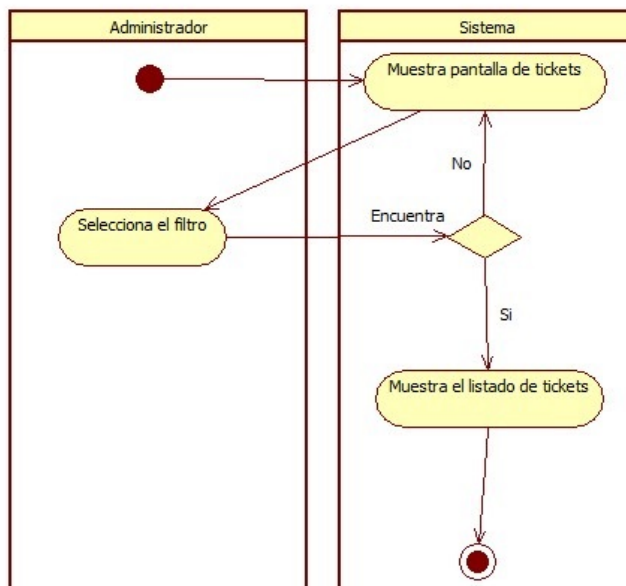 Administrador
Sistema
Muestra pantalla de tickets
No
Encuentra
Selecciona el filtro
Si
Muestra el listado de tickets